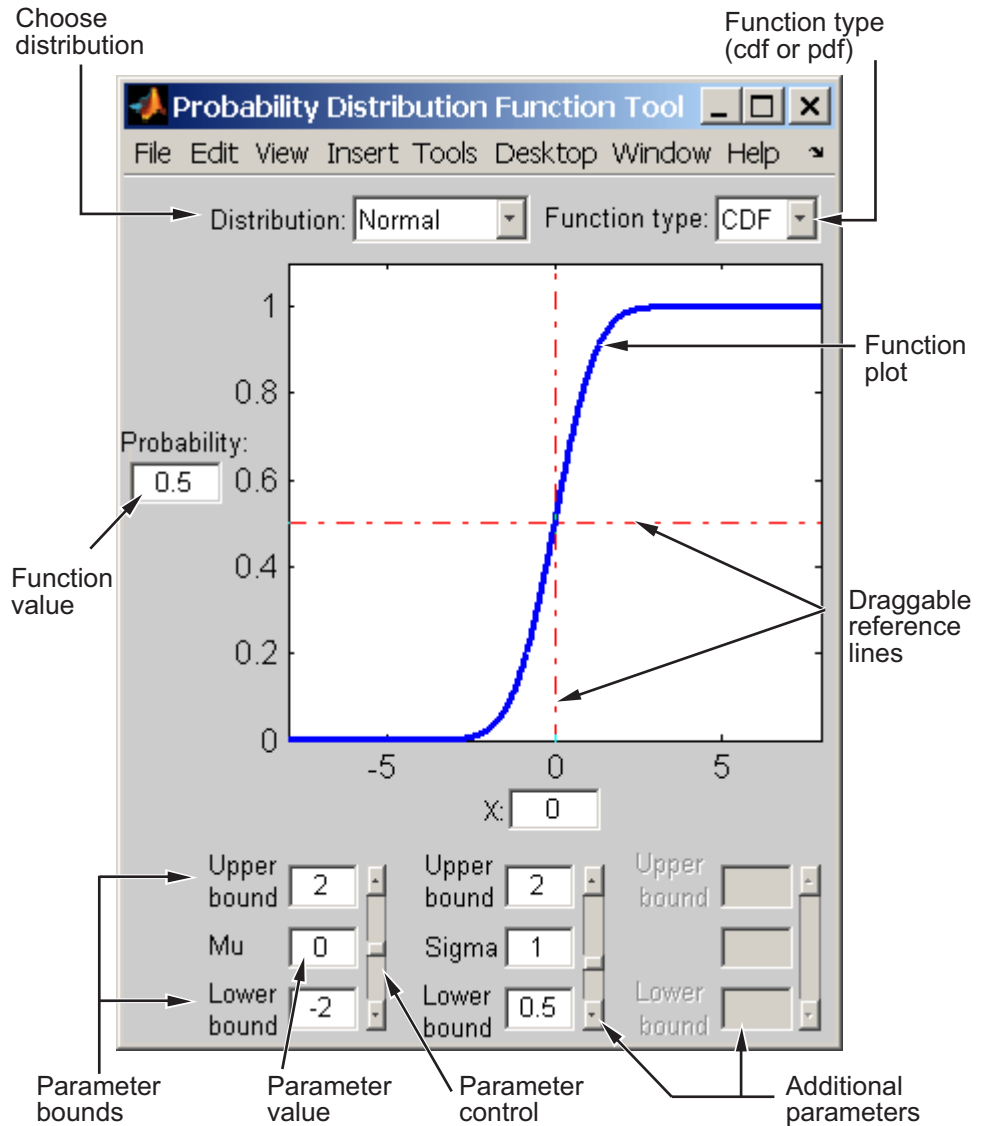 Choose
distribution
Function type
(cdf or pdf)
Probability Distribution Function Tool
File Edit View Insert Tools Desktop Window Help
Distribution: Normal Function type: CDF
1
0.8
Function
plot
Probability:
0.5
0.6
Function
value
0.4
Draggable
reference
lines
0.2
0
-5 0 5
X: 0
Upper
bound
2
Upper
bound
2
Upper
bound
Mu 0
Sigma 1
Lower
bound
-2
Lower
bound
0.5
Lower
bound
Parameter
bounds
Parameter
value
Parameter
control
Additional
parameters